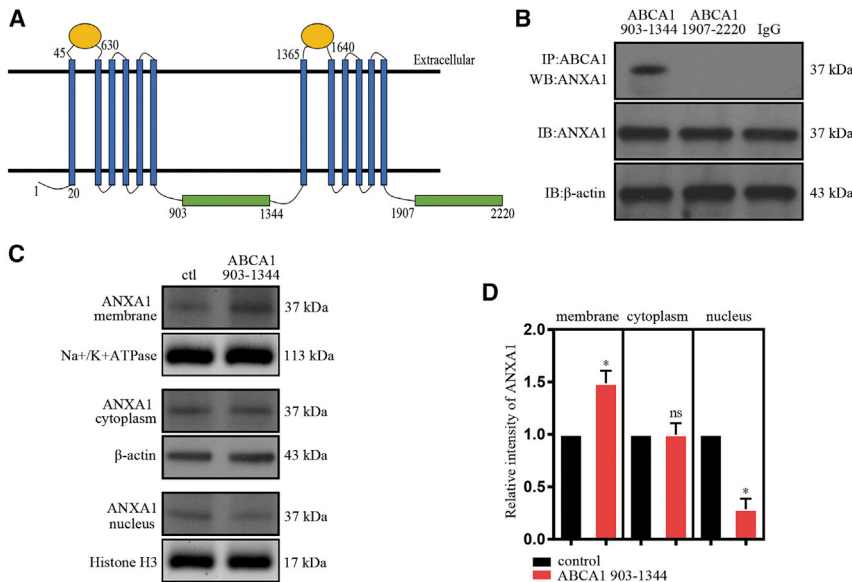 A
45
630
1365
1640
Extracellular
1
20
903
1344
1907
2220
B
ABCA1 ABCA1
903-1344 1907-2220 IgG
IP:ABCA1
WB:ANXA1
37 kDa
IB:ANXA1
37 kDa
IB:β-actin
43 kDa
C
ctl
ABCA1
903-1344
ANXA1
membrane
37 kDa
Na+/K+ATPase
113 kDa
ANXA1
cytoplasm
37 kDa
β-actin
43 kDa
ANXA1
nucleus
37 kDa
Histone H3
17 kDa
D
membrane cytoplasm nucleus
Relative intensity of ANXA1
2.0
1.5
1.0
0.5
0.0
*
ns
*
control
ABCA1 903-1344